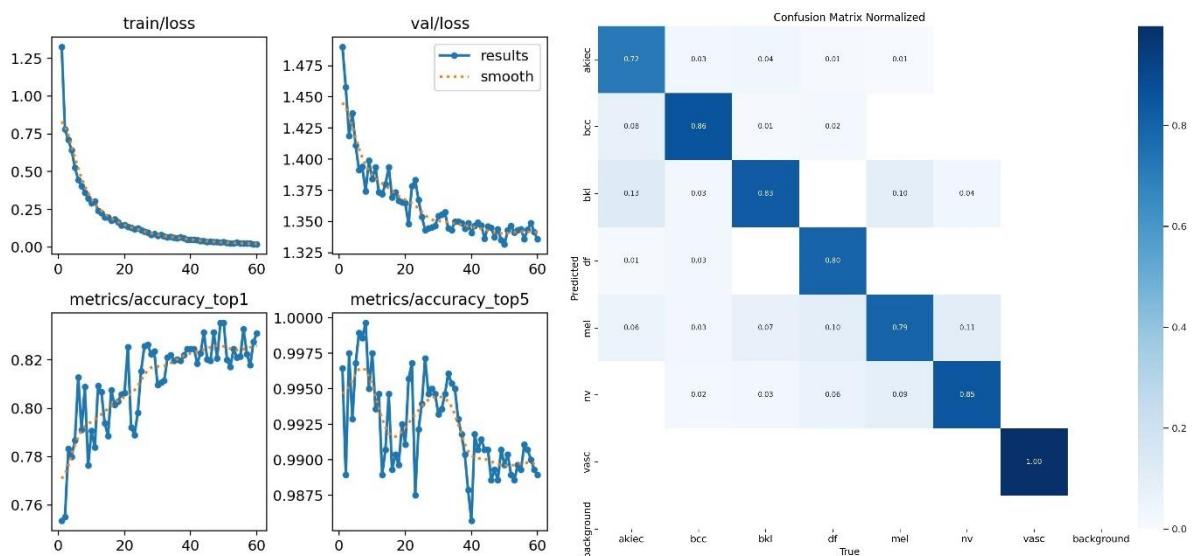 train/loss
1.25
1.00
0.75
0.50
0.25
0.00
0 20 40 60
val/loss
results
smooth
1.475
1.450
1.425
1.400
1.375
1.350
1.325
0 20 40 60
metrics/accuracy_top1
0.82
0.80
0.78
0.76
0 20 40 60
metrics/accuracy_top5
1.0000
0.9975
0.9950
0.9925
0.9900
0.9875
0 20 40 60
Confusion Matrix Normalized
Predicted
akiec 0.72 0.03 0.04 0.01 0.01
bcc 0.08 0.86 0.01 0.02
bkl 0.13 0.03 0.83 0.10 0.04
df 0.01 0.03 0.80
mel 0.06 0.03 0.07 0.10 0.79 0.11
nv 0.02 0.03 0.06 0.09 0.85
vasc 1.00
background
akiec bcc bkl df mel nv vasc background
True
0.8
0.6
0.4
0.2
0.0